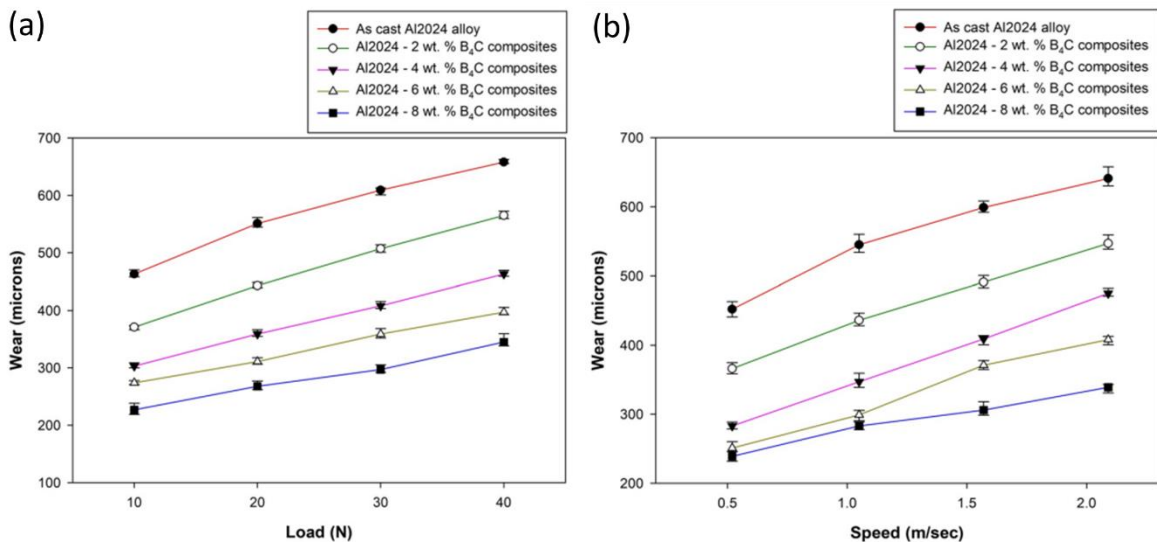 (a)
As cast Al2024 alloy
Al2024 - 2 wt. % B₄C composites
Al2024 - 4 wt. % B₄C composites
Al2024 - 6 wt. % B₄C composites
Al2024 - 8 wt. % B₄C composites
700
600
500
400
300
200
100
Wear (microns)
10 20 30 40
Load (N)
(b)
As cast Al2024 alloy
Al2024 - 2 wt. % B₄C composites
Al2024 - 4 wt. % B₄C composites
Al2024 - 6 wt. % B₄C composites
Al2024 - 8 wt. % B₄C composites
700
600
500
400
300
200
Wear (microns)
0.5 1.0 1.5 2.0
Speed (m/sec)